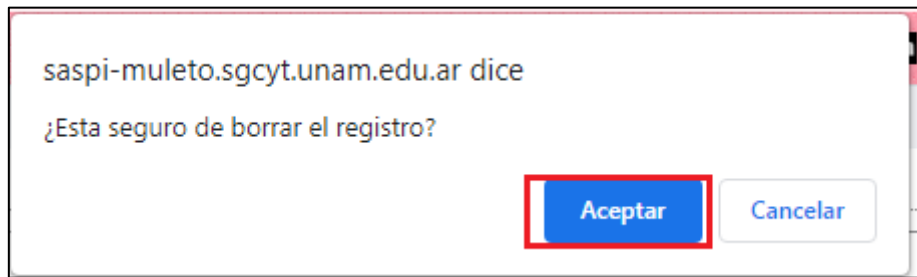 saspi-muleto.sgcyt.unam.edu.ar dice
¿Esta seguro de borrar el registro?
Aceptar
Cancelar